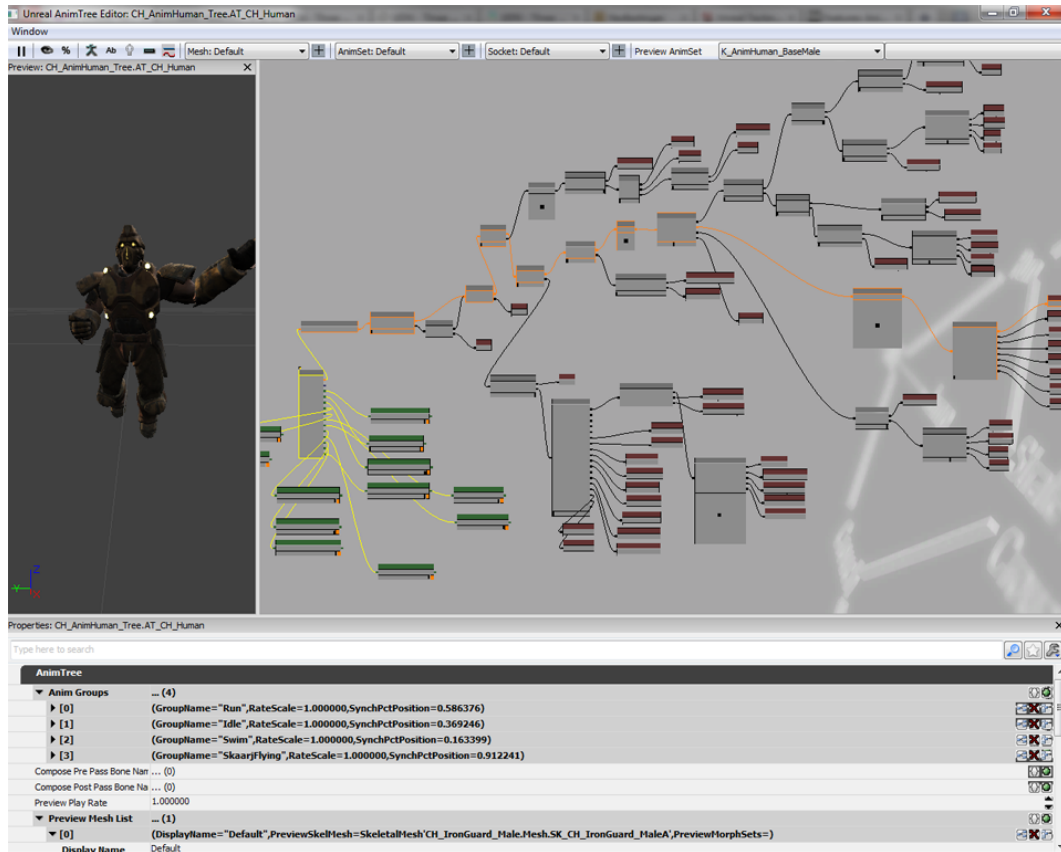 Unreal AnimTree Editor: CH_AnimHuman_Tree.AT_CH_Human
Window
Ab Mesh: Default AnimSet: Default Socket: Default Preview AnimSet K_AnimHuman_BaseMale
Preview: CH_AnimHuman_Tree.AT_CH_Human X
Z
Y
X
Properties: CH_AnimHuman_Tree.AT_CH_Human
Type here to search
AnimTree
Anim Groups ... (4)
[0] (GroupName="Run",RateScale=1.000000,SynchPctPosition=0.586376)
[1] (GroupName="Idle",RateScale=1.000000,SynchPctPosition=0.369246)
[2] (GroupName="Swim",RateScale=1.000000,SynchPctPosition=0.163399)
[3] (GroupName="SkaarjFlying",RateScale=1.000000,SynchPctPosition=0.912241)
Compose Pre Pass Bone Nam ... (0)
Compose Post Pass Bone Na ... (0)
Preview Play Rate 1.000000
Preview Mesh List ... (1)
[0] (DisplayName="Default",PreviewSkelMesh=SkeletalMesh'CH_IronGuard_Male.Mesh.SK_CH_IronGuard_MaleA',PreviewMorphSets=)
Display Name Default